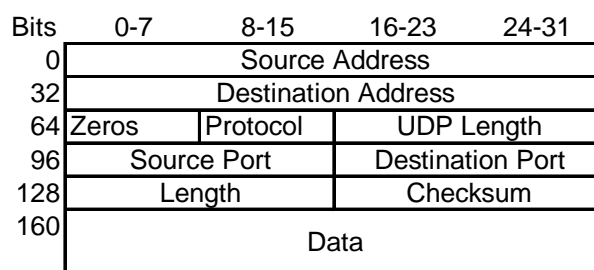 Bits 0-7 8-15 16-23 24-31
0 Source Address
32 Destination Address
64 Zeros Protocol UDP Length
96 Source Port Destination Port
128 Length Checksum
160 Data